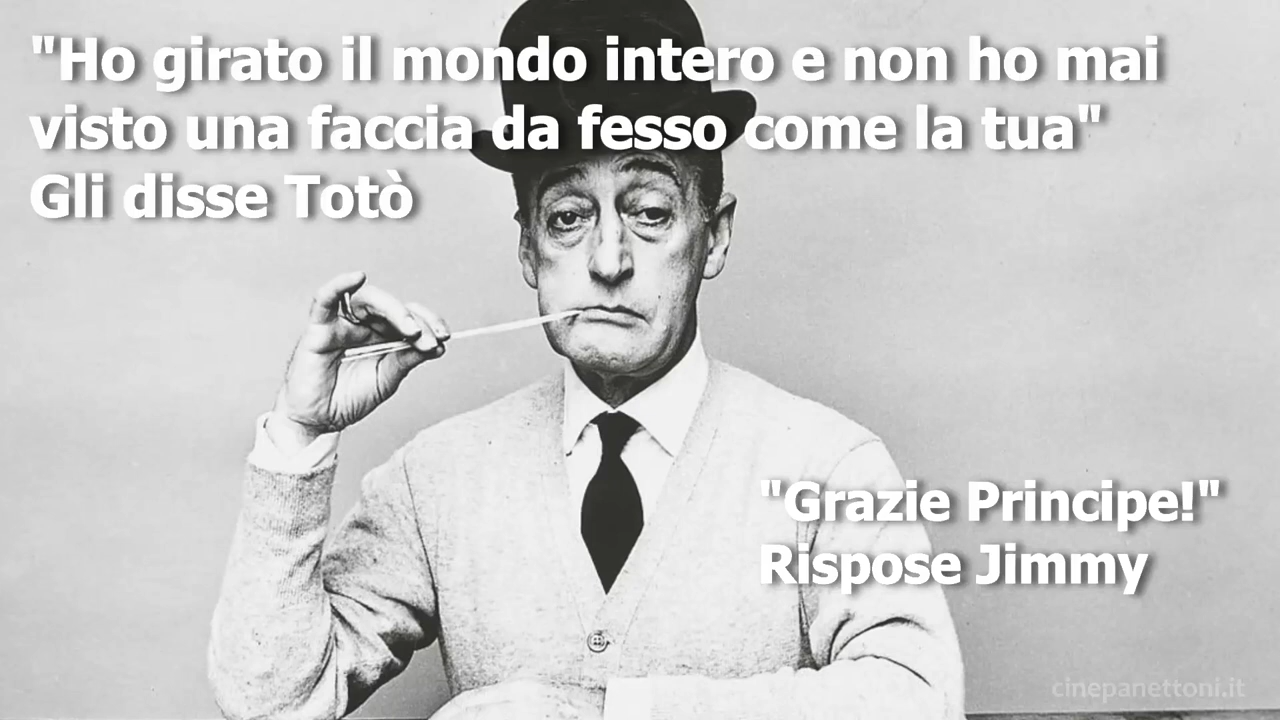 "Ho girato il mondo intero e non ho mai
visto una faccia da fesso come la tua"
Gli disse Totò
"Grazie Principe!"
Rispose Jimmy
cinepanettoni.it